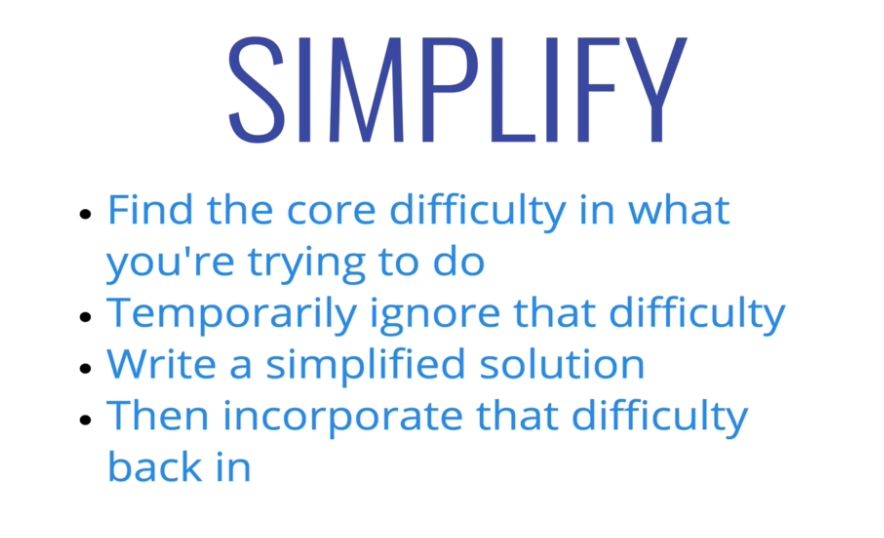 SIMPLIFY
• Find the core difficulty in what
you're trying to do
• Temporarily ignore that difficulty
• Write a simplified solution
• Then incorporate that difficulty
back in